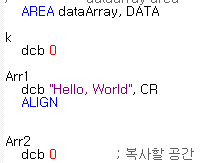 AREA dataArray, DATA
k
dcb 0
Arr1
dcb "Hello, World", CR
ALIGN
Arr2
dcb 0 ; 복사할 공간